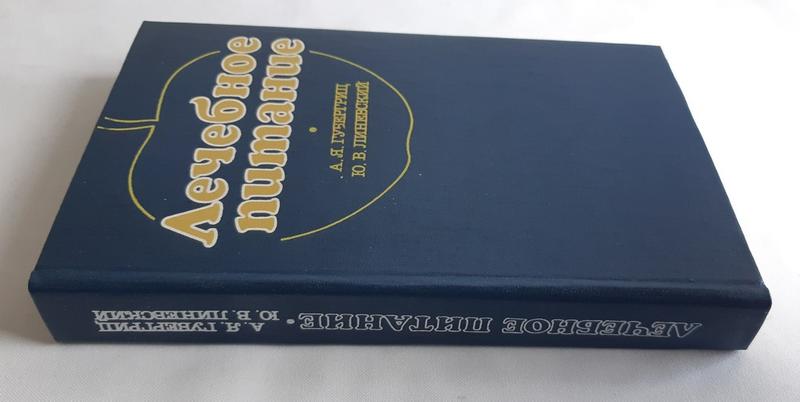 Лечебное
питание
А.Я.ГУБЕРГРИЦ
Ю.В.ЛИНЕВСКИЙ
А.Я. ГУБЕРГРИЦ
Ю.В. ЛИНЕВСКИЙ
• ЛЕЧЕБНОЕ ПИТАНИЕ